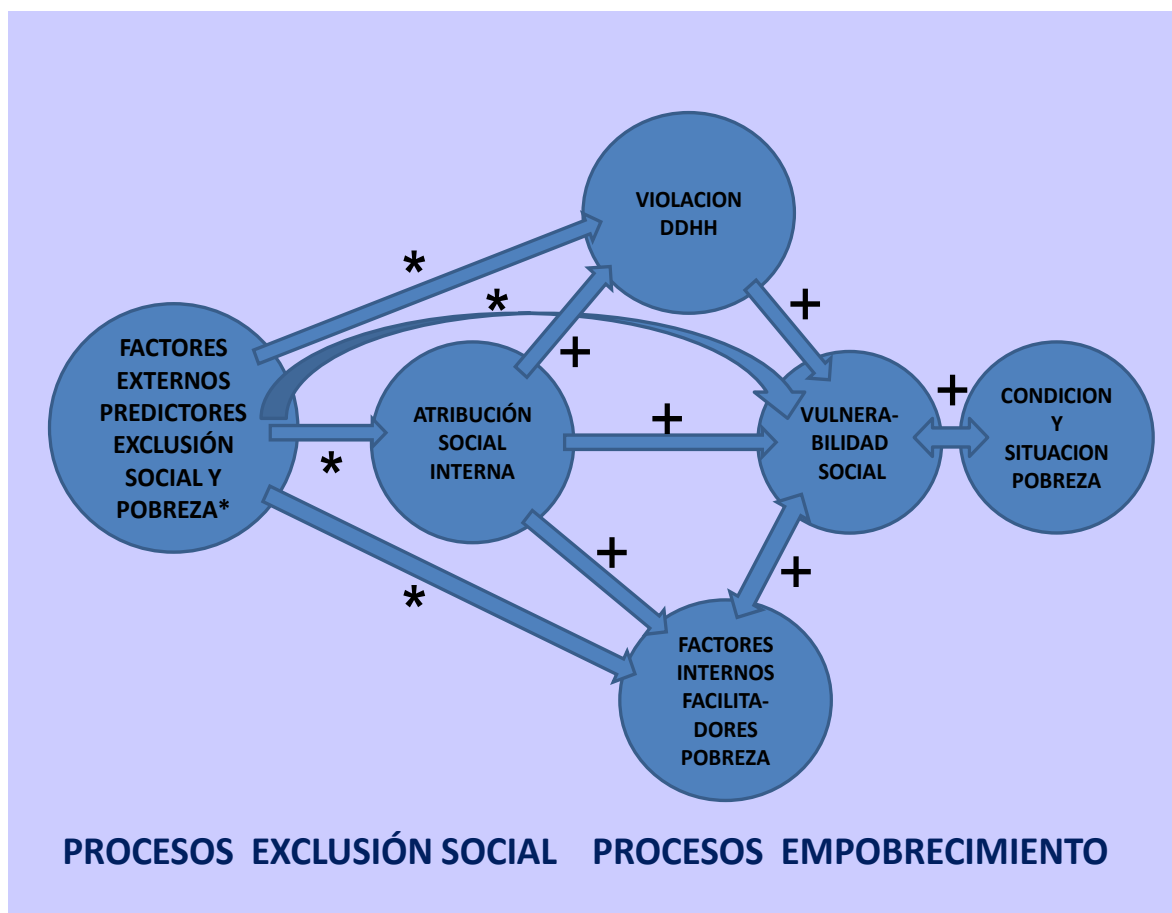 VIOLACION
DDHH
*
*
+
+
FACTORES
EXTERNOS
PREDICTORES
EXCLUSIÓN
SOCIAL Y
POBREZA*
*
ATRIBUCIÓN
SOCIAL
INTERNA
+
VULNERA-
BILIDAD
SOCIAL
+
CONDICION
Y
SITUACION
POBREZA
*
+
+
FACTORES
INTERNOS
FACILITA-
DORES
POBREZA
PROCESOS EXCLUSIÓN SOCIAL PROCESOS EMPOBRECIMIENTO